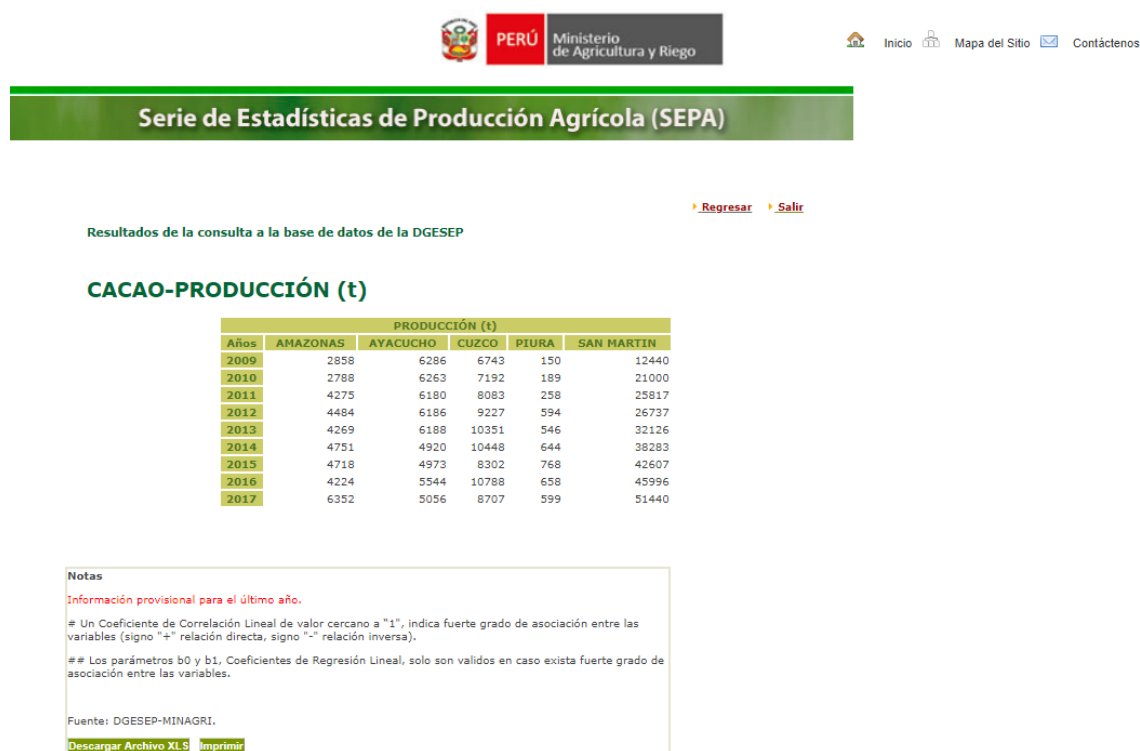 PERÚ Ministerio
de Agricultura y Riego
Inicio Mapa del Sitio Contáctenos
Serie de Estadísticas de Producción Agrícola (SEPA)
Regresar Salir
Resultados de la consulta a la base de datos de la DGESEP
CACAO-PRODUCCIÓN (t)
PRODUCCIÓN (t)
Años AMAZONAS AYACUCHO CUZCO PIURA SAN MARTIN
2009 2858 6286 6743 150 12440
2010 2788 6263 7192 189 21000
2011 4275 6180 8083 258 25817
2012 4484 6186 9227 594 26737
2013 4269 6188 10351 546 32126
2014 4751 4920 10448 644 38283
2015 4718 4973 8302 768 42607
2016 4224 5544 10788 658 45996
2017 6352 5056 8707 599 51440
Notas
Información provisional para el último año.
# Un Coeficiente de Correlación Lineal de valor cercano a "1", indica fuerte grado de asociación entre las
variables (signo "+" relación directa, signo "-" relación inversa).
## Los parámetros b0 y b1, Coeficientes de Regresión Lineal, solo son validos en caso exista fuerte grado de
asociación entre las variables.
Fuente: DGESEP-MINAGRI.
Descargar Archivo XLS Imprimir